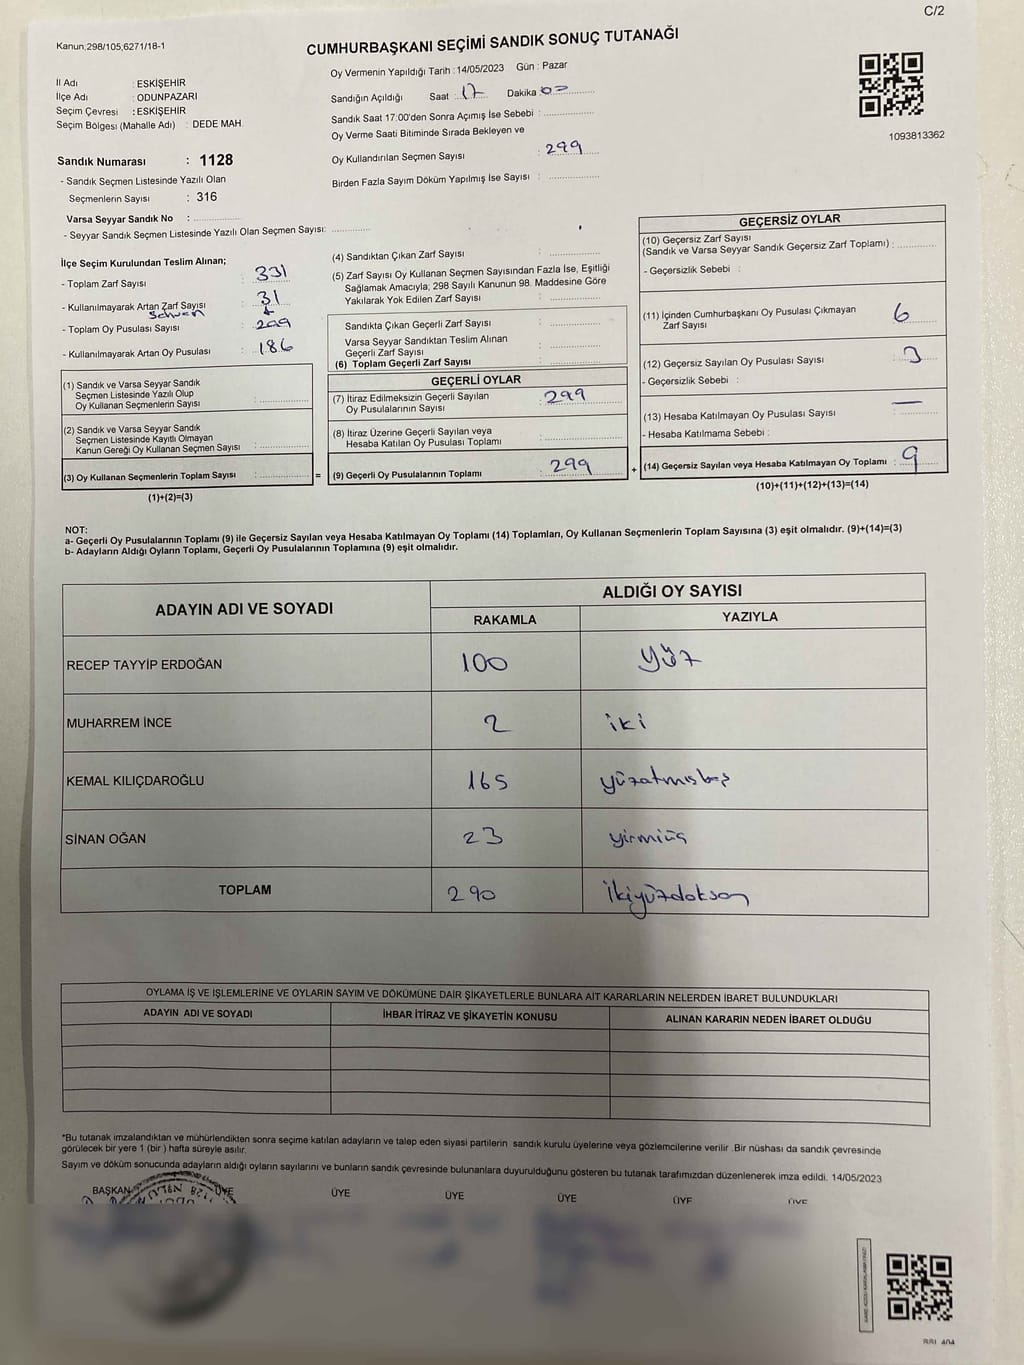 C/2
Kanun;298/105;6271/18-1
CUMHURBAŞKANI SEÇİMİ SANDIK SONUÇ TUTANAĞI
İl Adı : ESKİŞEHİR
İlçe Adı : ODUNPAZARI
Seçim Çevresi : ESKİŞEHİR
Seçim Bölgesi (Mahalle Adı) : DEDE MAH.
Sandık Numarası : 1128
- Sandık Seçmen Listesinde Yazılı Olan
Seçmenlerin Sayısı : 316
Varsa Seyyar Sandık No :
- Seyyar Sandık Seçmen Listesinde Yazılı Olan Seçmen Sayısı:
Oy Vermenin Yapıldığı Tarih : 14/05/2023 Gün : Pazar
Sandığın Açıldığı Saat : 17 Dakika : 00
Sandık Saat 17:00'den Sonra Açımış İse Sebebi :
Oy Verme Saati Bitiminde Sırada Bekleyen ve
Oy Kullandırılan Seçmen Sayısı : 299
Birden Fazla Sayım Döküm Yapılmış İse Sayısı :
1093813362
İlçe Seçim Kurulundan Teslim Alınan;
- Toplam Zarf Sayısı : 331
- Kullanılmayarak Artan Zarf Sayısı : 31
- Toplam Oy Pusulası Sayısı : 299
- Kullanılmayarak Artan Oy Pusulası : 186
(1) Sandık ve Varsa Seyyar Sandık
Seçmen Listesinde Yazılı Olup
Oy Kullanan Seçmenlerin Sayısı :
(2) Sandık ve Varsa Seyyar Sandık
Seçmen Listesinde Kayıtlı Olmayan
Kanun Gereği Oy Kullanan Seçmen Sayısı :
(3) Oy Kullanan Seçmenlerin Toplam Sayısı : =
(1)+(2)=(3)
(4) Sandıktan Çıkan Zarf Sayısı :
(5) Zarf Sayısı Oy Kullanan Seçmen Sayısından Fazla İse, Eşitliği
Sağlamak Amacıyla; 298 Sayılı Kanunun 98. Maddesine Göre
Yakılarak Yok Edilen Zarf Sayısı :
Sandıkta Çıkan Geçerli Zarf Sayısı :
Varsa Seyyar Sandıktan Teslim Alınan
Geçerli Zarf Sayısı :
(6) Toplam Geçerli Zarf Sayısı :
GEÇERLİ OYLAR
(7) İtiraz Edilmeksizin Geçerli Sayılan
Oy Pusulalarının Sayısı : 299
(8) İtiraz Üzerine Geçerli Sayılan veya
Hesaba Katılan Oy Pusulası Toplamı :
(9) Geçerli Oy Pusulalarının Toplamı : 299 +
GEÇERSİZ OYLAR
(10) Geçersiz Zarf Sayısı
(Sandık ve Varsa Seyyar Sandık Geçersiz Zarf Toplamı) :
- Geçersizlik Sebebi :
(11) İçinden Cumhurbaşkanı Oy Pusulası Çıkmayan
Zarf Sayısı : 6
(12) Geçersiz Sayılan Oy Pusulası Sayısı : 3
- Geçersizlik Sebebi :
(13) Hesaba Katılmayan Oy Pusulası Sayısı : —
- Hesaba Katılmama Sebebi :
(14) Geçersiz Sayılan veya Hesaba Katılmayan Oy Toplamı : 9
(10)+(11)+(12)+(13)=(14)
NOT:
a- Geçerli Oy Pusulalarının Toplamı (9) ile Geçersiz Sayılan veya Hesaba Katılmayan Oy Toplamı (14) Toplamları, Oy Kullanan Seçmenlerin Toplam Sayısına (3) eşit olmalıdır. (9)+(14)=(3)
b- Adayların Aldığı Oyların Toplamı, Geçerli Oy Pusulalarının Toplamına (9) eşit olmalıdır.
ADAYIN ADI VE SOYADI ALDIĞI OY SAYISI
RAKAMLA YAZIYLA
RECEP TAYYİP ERDOĞAN 100 yüz
MUHARREM İNCE 2 iki
KEMAL KILIÇDAROĞLU 165 yüzatmışbeş
SİNAN OĞAN 23 yirmiüç
TOPLAM 290 ikiyüzdoksan
OYLAMA İŞ VE İŞLEMLERİNE VE OYLARIN SAYIM VE DÖKÜMÜNE DAİR ŞİKAYETLERLE BUNLARA AİT KARARLARIN NELERDEN İBARET BULUNDUKLARI
ADAYIN ADI VE SOYADI İHBAR İTİRAZ VE ŞİKAYETİN KONUSU ALINAN KARARIN NEDEN İBARET OLDUĞU
*Bu tutanak imzalandıktan ve mühürlendikten sonra seçime katılan adayların ve talep eden siyasi partilerin sandık kurulu üyelerine veya gözlemcilerine verilir .Bir nüshası da sandık çevresinde
görülecek bir yere 1 (bir ) hafta süreyle asılır.
Sayım ve döküm sonucunda adayların aldığı oyların sayılarını ve bunların sandık çevresinde bulunanlara duyurulduğunu gösteren bu tutanak tarafımızdan düzenlenerek imza edildi. 14/05/2023
BAŞKAN ÜYE ÜYE ÜYE ÜYE ÜYE ÜYE